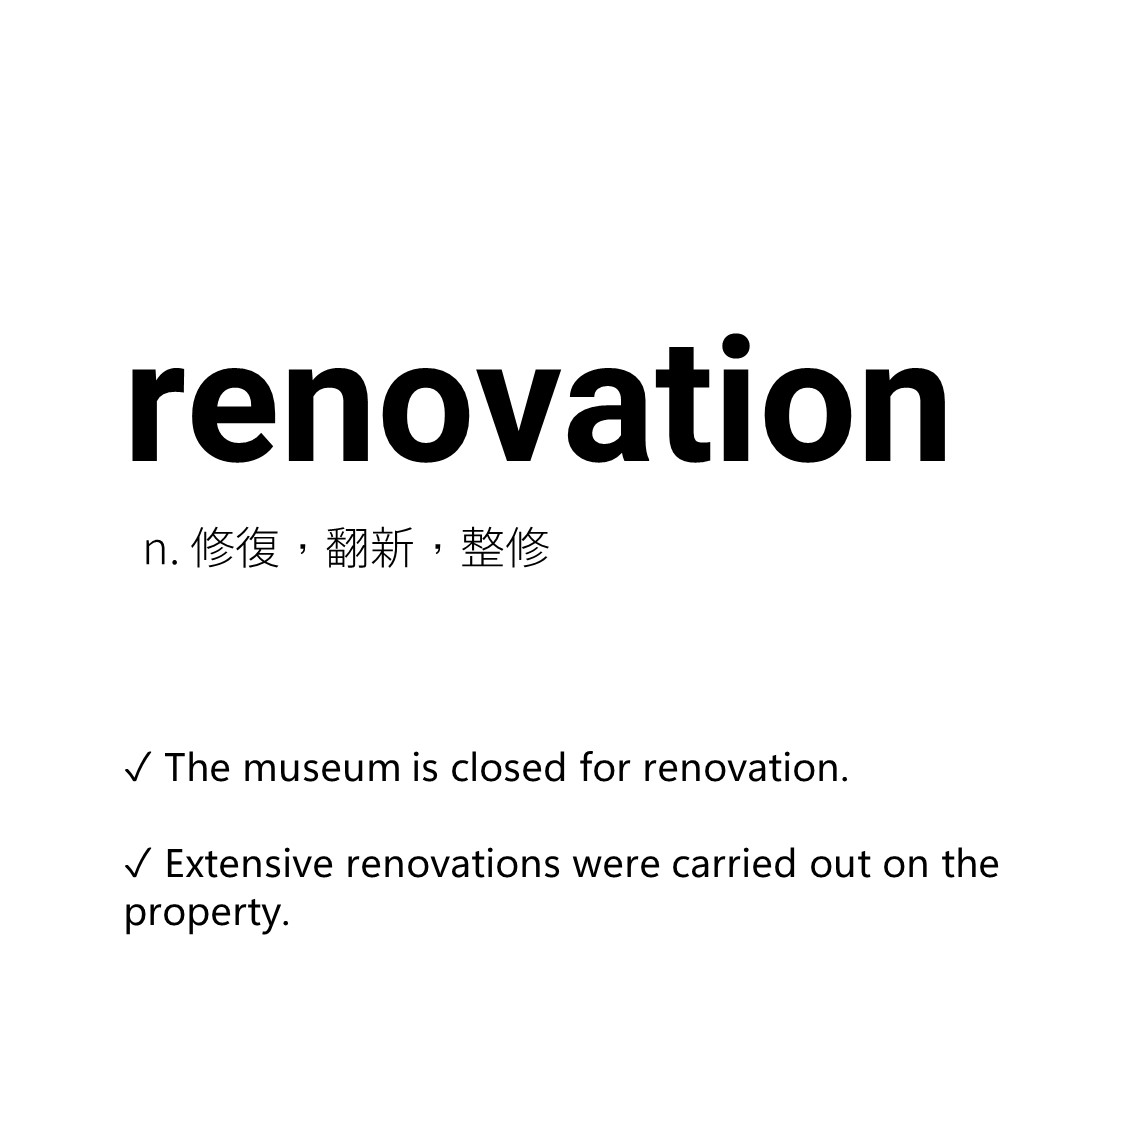 renovation
n. 修復，翻新，整修
✓ The museum is closed for renovation.
✓ Extensive renovations were carried out on the
property.